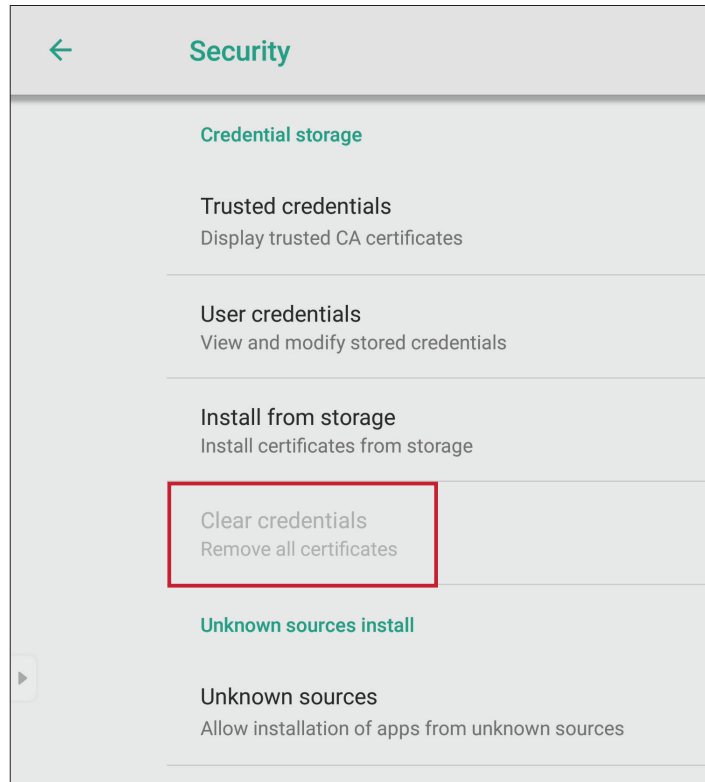 Security
Credential storage
Trusted credentials
Display trusted CA certificates
User credentials
View and modify stored credentials
Install from storage
Install certificates from storage
Clear credentials
Remove all certificates
Unknown sources install
Unknown sources
Allow installation of apps from unknown sources